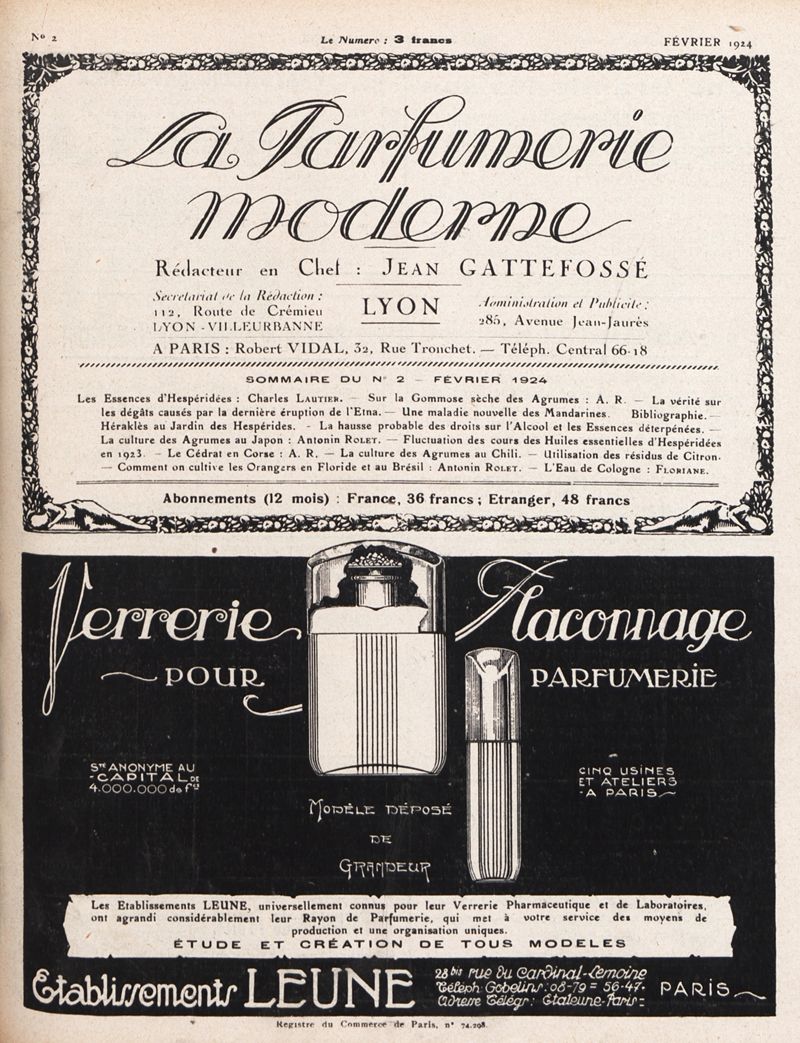 No 2
Le Numero : 3 francs
FÉVRIER 1924
La Parfumerie
moderne
Rédacteur en Chef : JEAN GATTEFOSSÉ
Secrétariat de la Rédaction :
112, Route de Crémieu
LYON-VILLEURBANNE
LYON
Administration et Publicité :
285, Avenue Jean-Jaurès
A PARIS : Robert VIDAL, 32, Rue Tronchet. — Téléph. Central 66-18
SOMMAIRE DU No 2 — FÉVRIER 1924
Les Essences d'Hespéridées : Charles LAUTIER. — Sur la Gommose sèche des Agrumes : A. R. — La vérité sur
les dégâts causés par la dernière éruption de l'Etna. — Une maladie nouvelle des Mandarines. Bibliographie. —
Héraklès au Jardin des Hespérides. - La hausse probable des droits sur l'Alcool et les Essences déterpénées. —
La culture des Agrumes au Japon : Antonin ROLET. — Fluctuation des cours des Huiles essentielles d'Hespéridées
en 1923. - Le Cédrat en Corse : A. R. — La culture des Agrumes au Chili. — Utilisation des résidus de Citron.
— Comment on cultive les Orangers en Floride et au Brésil : Antonin ROLET. — L'Eau de Cologne : FLORIANE.
Abonnements (12 mois) : France, 36 francs ; Etranger, 48 francs
Verrerie Flaconnage
POUR PARFUMERIE
STÉ ANONYME AU
-CAPITAL DE
4.000.000 de frs
CINQ USINES
ET ATELIERS
-A PARIS~
MODÈLE DÉPOSÉ
DE
GRANDEUR
Les Etablissements LEUNE, universellement connus pour leur Verrerie Pharmaceutique et de Laboratoires,
ont agrandi considérablement leur Rayon de Parfumerie, qui met à votre service des moyens de
production et une organisation uniques.
ÉTUDE ET CRÉATION DE TOUS MODELES
Etablissements LEUNE
28 bis rue du Cardinal-Lemoine
Téléph: Gobelins: 08-79 = 56-47-
Adresse Télégr: Etaleune-Paris-
PARIS~
Registre du Commerce de Paris, n° 74.298.